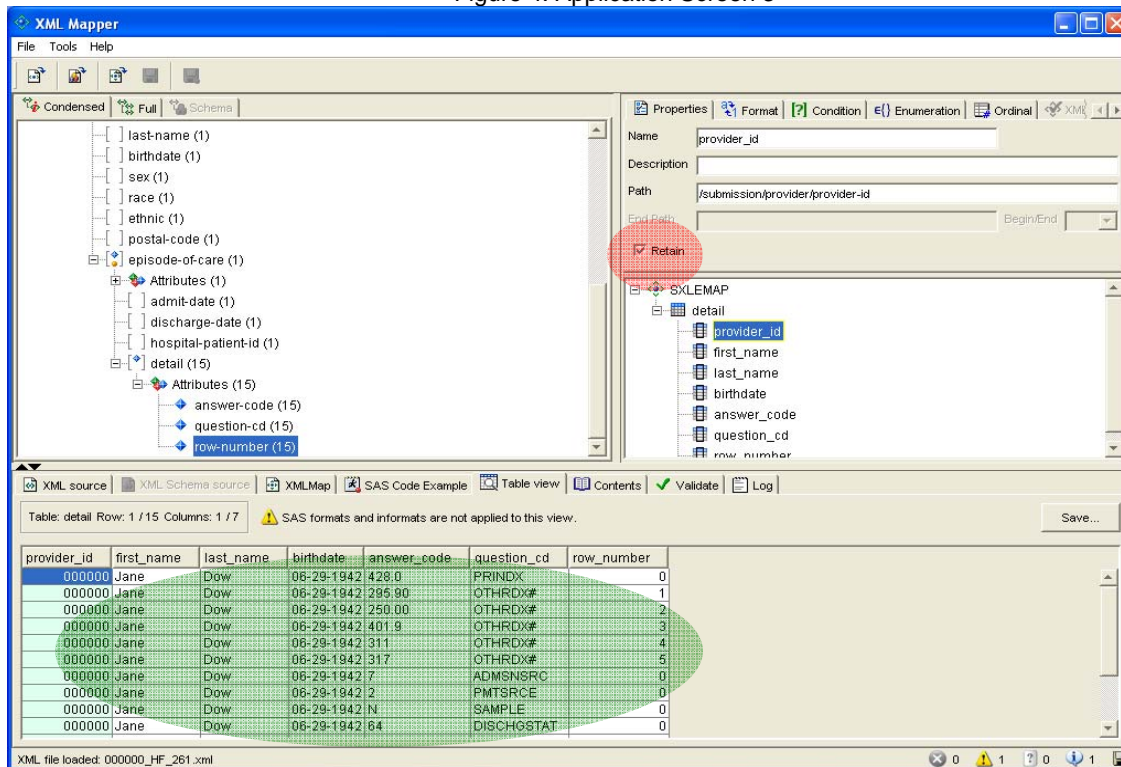 Figure 4. Application Screen 3
XML Mapper
File Tools Help
Condensed Full Schema
last-name (1)
birthdate (1)
sex (1)
race (1)
ethnic (1)
postal-code (1)
episode-of-care (1)
Attributes (1)
admit-date (1)
discharge-date (1)
hospital-patient-id (1)
detail (15)
Attributes (15)
answer-code (15)
question-cd (15)
row-number (15)
Properties Format [?] Condition E{} Enumeration Ordinal XML
Name provider_id
Description
Path /submission/provider/provider-id
End Path Begin/End
Retain
SXLEMAP
detail
provider_id
first_name
last_name
birthdate
answer_code
question_cd
row_number
XML source XML Schema source XMLMap SAS Code Example Table view Contents Validate Log
Table: detail Row: 1 / 15 Columns: 1 / 7 SAS formats and informats are not applied to this view. Save...
provider_id first_name last_name birthdate answer_code question_cd row_number
000000 Jane Dow 06-29-1942 428.0 PRINDX 0
000000 Jane Dow 06-29-1942 295.90 OTHRDX# 1
000000 Jane Dow 06-29-1942 250.00 OTHRDX# 2
000000 Jane Dow 06-29-1942 401.9 OTHRDX# 3
000000 Jane Dow 06-29-1942 311 OTHRDX# 4
000000 Jane Dow 06-29-1942 317 OTHRDX# 5
000000 Jane Dow 06-29-1942 7 ADMSNSRC 0
000000 Jane Dow 06-29-1942 2 PMTSRCE 0
000000 Jane Dow 06-29-1942 N SAMPLE 0
000000 Jane Dow 06-29-1942 64 DISCHGSTAT 0
XML file loaded: 000000_HF_261.xml 0 1 0 1